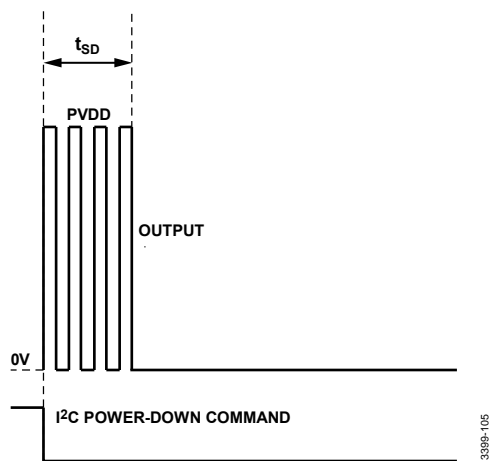 tSD
PVDD
OUTPUT
0V
I2C POWER-DOWN COMMAND
3399-105